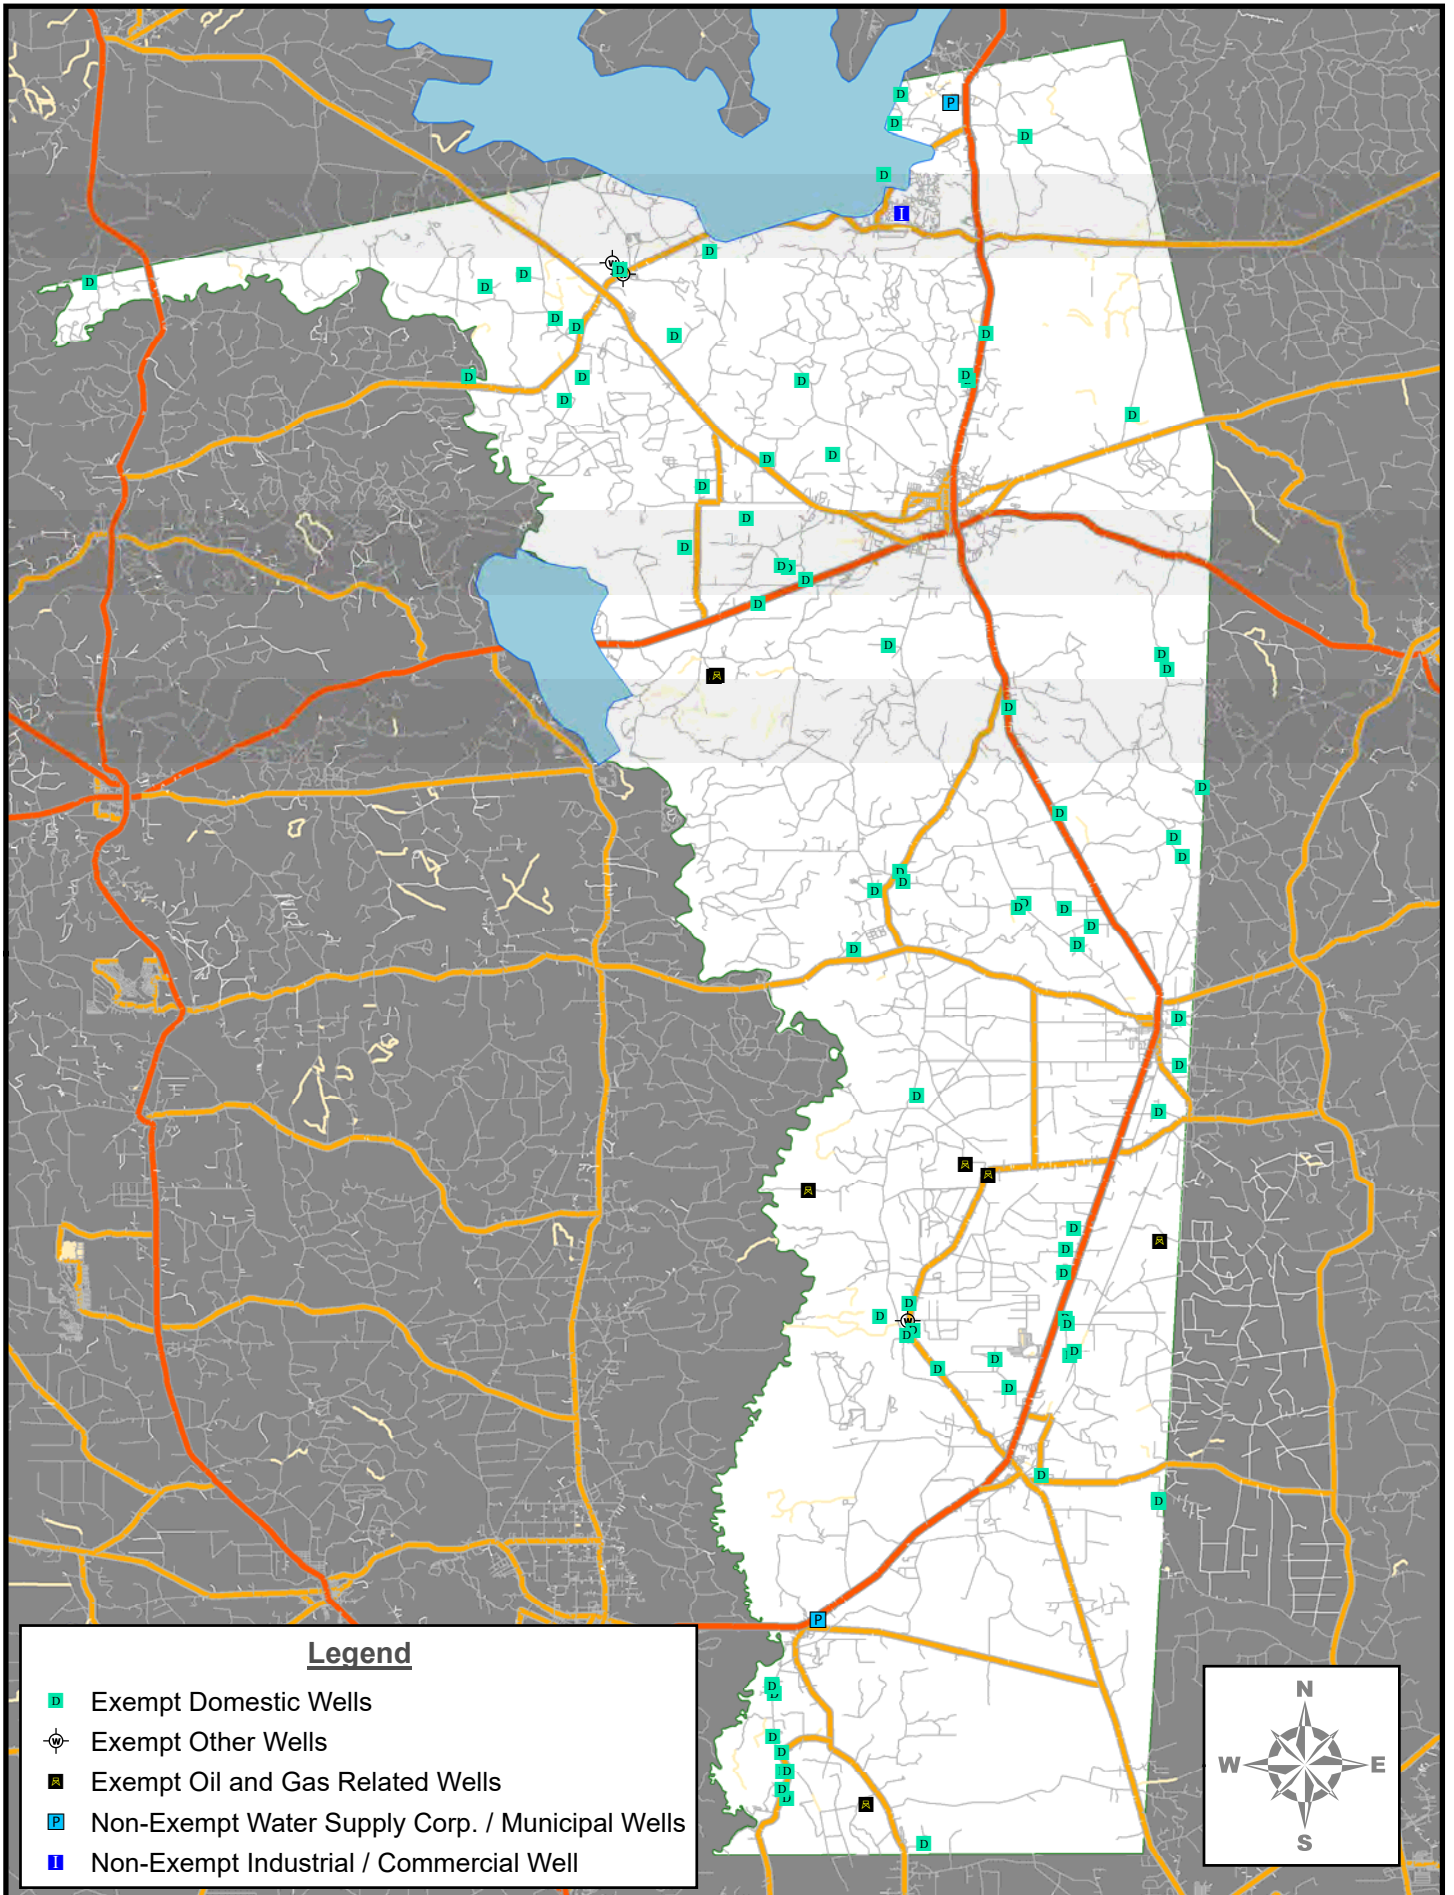 Legend
D Exempt Domestic Wells
W Exempt Other Wells
Exempt Oil and Gas Related Wells
P Non-Exempt Water Supply Corp. / Municipal Wells
I Non-Exempt Industrial / Commercial Well
N
W E
S